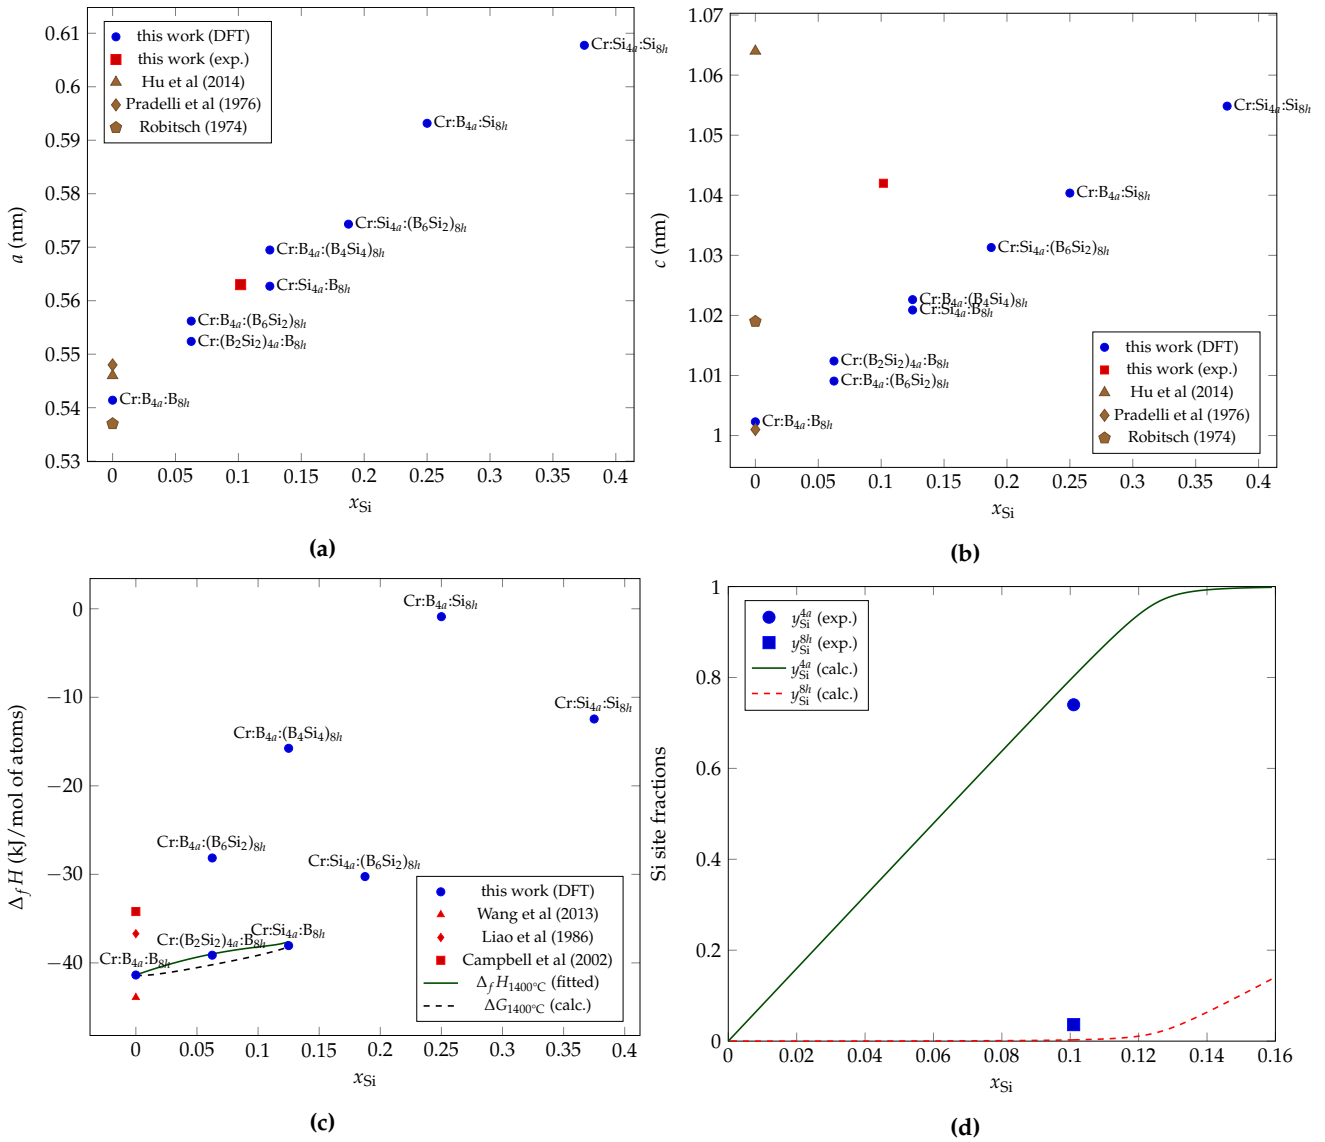 0.61
0.6
0.59
0.58
0.57
0.56
0.55
0.54
0.53
a (nm)
this work (DFT)
this work (exp.)
Hu et al (2014)
Pradelli et al (1976)
Robitsch (1974)
Cr:Si4a:Si8h
Cr:B4a:Si8h
Cr:Si4a:(B6Si2)8h
Cr:B4a:(B4Si4)8h
Cr:Si4a:B8h
Cr:B4a:(B6Si2)8h
Cr:(B2Si2)4a:B8h
Cr:B4a:B8h
0 0.05 0.1 0.15 0.2 0.25 0.3 0.35 0.4
xSi
(a)
1.07
1.06
1.05
1.04
1.03
1.02
1.01
1
c (nm)
Cr:Si4a:Si8h
Cr:B4a:Si8h
Cr:Si4a:(B6Si2)8h
Cr:B4a:(B4Si4)8h
Cr:Si4a:B8h
Cr:(B2Si2)4a:B8h
Cr:B4a:(B6Si2)8h
Cr:B4a:B8h
this work (DFT)
this work (exp.)
Hu et al (2014)
Pradelli et al (1976)
Robitsch (1974)
0 0.05 0.1 0.15 0.2 0.25 0.3 0.35 0.4
xSi
(b)
0
−10
−20
−30
−40
ΔfH (kJ/mol of atoms)
Cr:B4a:Si8h
Cr:Si4a:Si8h
Cr:B4a:(B4Si4)8h
Cr:B4a:(B6Si2)8h
Cr:Si4a:(B6Si2)8h
Cr:Si4a:B8h
Cr:(B2Si2)4a:B8h
Cr:B4a:B8h
this work (DFT)
Wang et al (2013)
Liao et al (1986)
Campbell et al (2002)
ΔfH1400°C (fitted)
ΔG1400°C (calc.)
0 0.05 0.1 0.15 0.2 0.25 0.3 0.35 0.4
xSi
(c)
1
0.8
0.6
0.4
0.2
0
Si site fractions
y4aSi (exp.)
y8hSi (exp.)
y4aSi (calc.)
y8hSi (calc.)
0 0.02 0.04 0.06 0.08 0.1 0.12 0.14 0.16
xSi
(d)